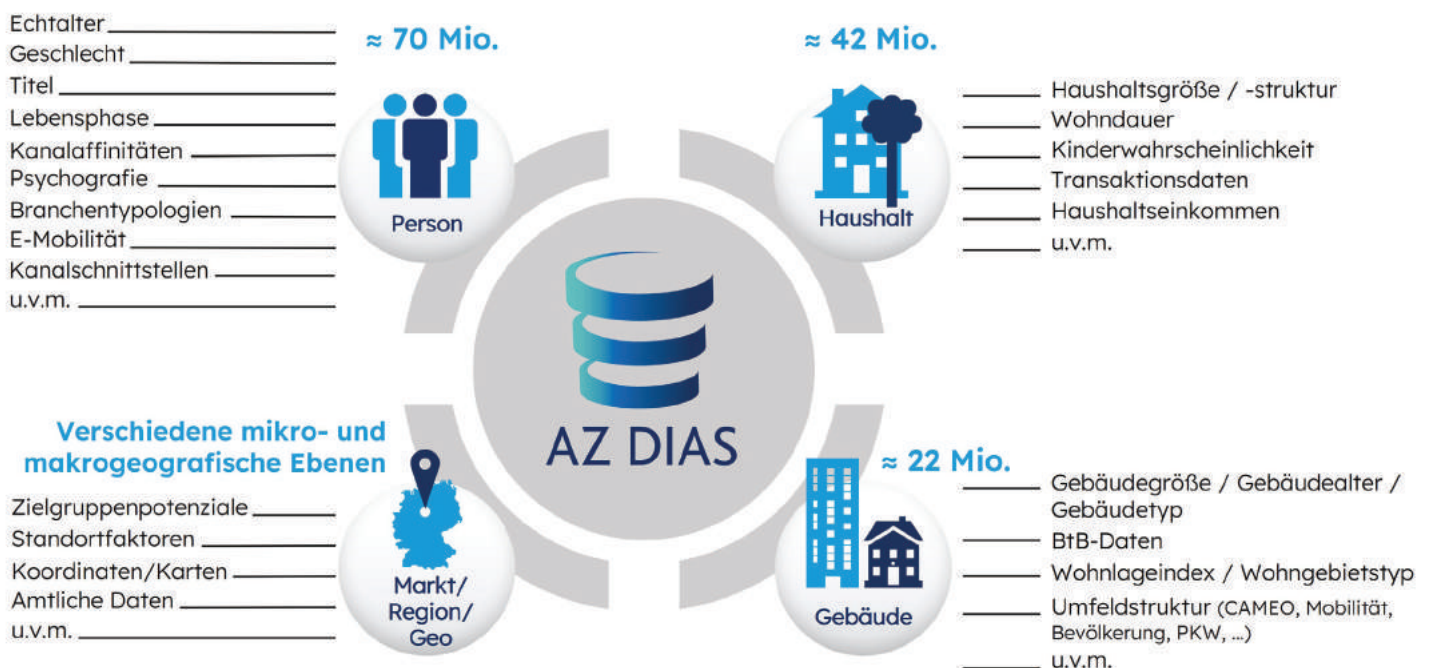 Echtalter
Geschlecht
Titel
Lebensphase
Kanalaffinitäten
Psychografie
Branchentypologien
E-Mobilität
Kanalschnittstellen
u.v.m.
≈ 70 Mio.
Person
≈ 42 Mio.
Haushalt
Haushaltsgröße / -struktur
Wohndauer
Kinderwahrscheinlichkeit
Transaktionsdaten
Haushaltseinkommen
u.v.m.
AZ DIAS
Verschiedene mikro- und
makrogeografische Ebenen
Zielgruppenpotenziale
Standortfaktoren
Koordinaten/Karten
Amtliche Daten
u.v.m.
Markt/
Region/
Geo
≈ 22 Mio.
Gebäude
Gebäudegröße / Gebäudealter /
Gebäudetyp
BtB-Daten
Wohnlageindex / Wohngebietstyp
Umfeldstruktur (CAMEO, Mobilität,
Bevölkerung, PKW, ...)
u.v.m.